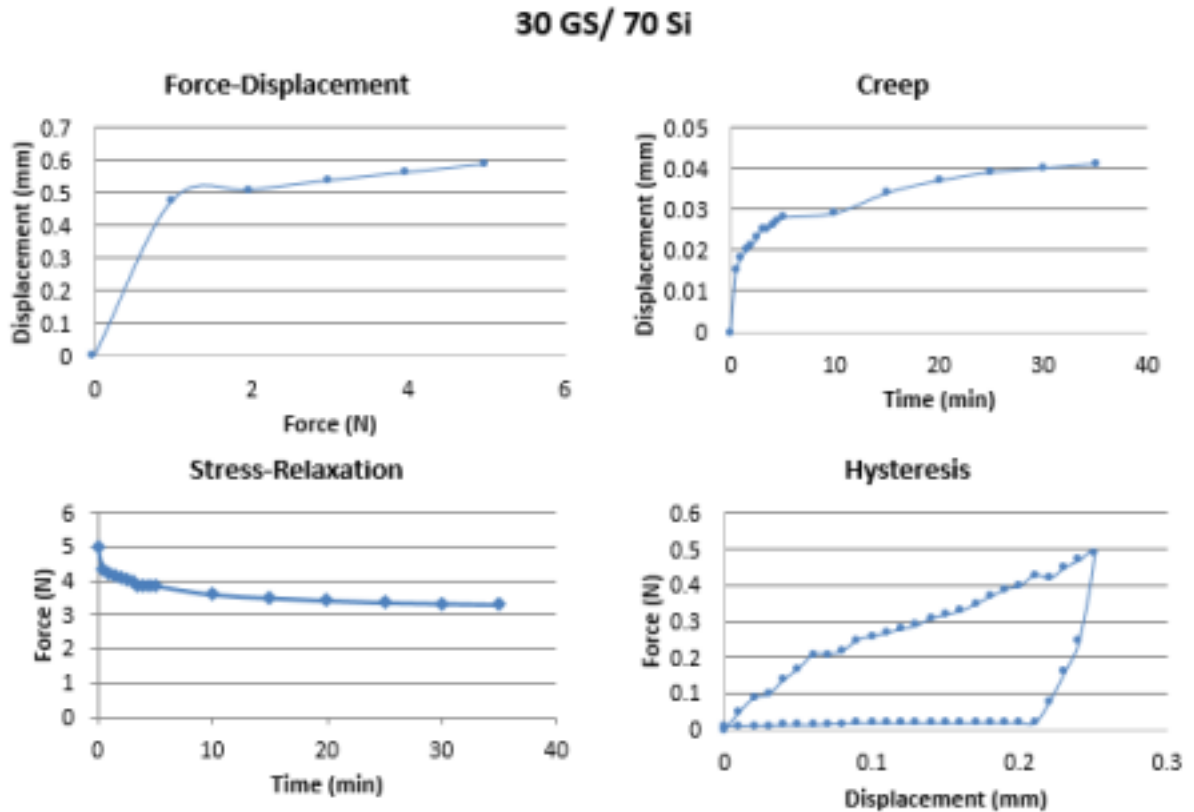 30 GS/ 70 Si
Force-Displacement
Displacement (mm)
0.7
0.6
0.5
0.4
0.3
0.2
0.1
0
0 2 4 6
Force (N)
Creep
Displacement (mm)
0.05
0.04
0.03
0.02
0.01
0
0 10 20 30 40
Time (min)
Stress-Relaxation
Force (N)
6
5
4
3
2
1
0
0 10 20 30 40
Time (min)
Hysteresis
Force (N)
0.6
0.5
0.4
0.3
0.2
0.1
0
0 0.1 0.2 0.3
Displacement (mm)